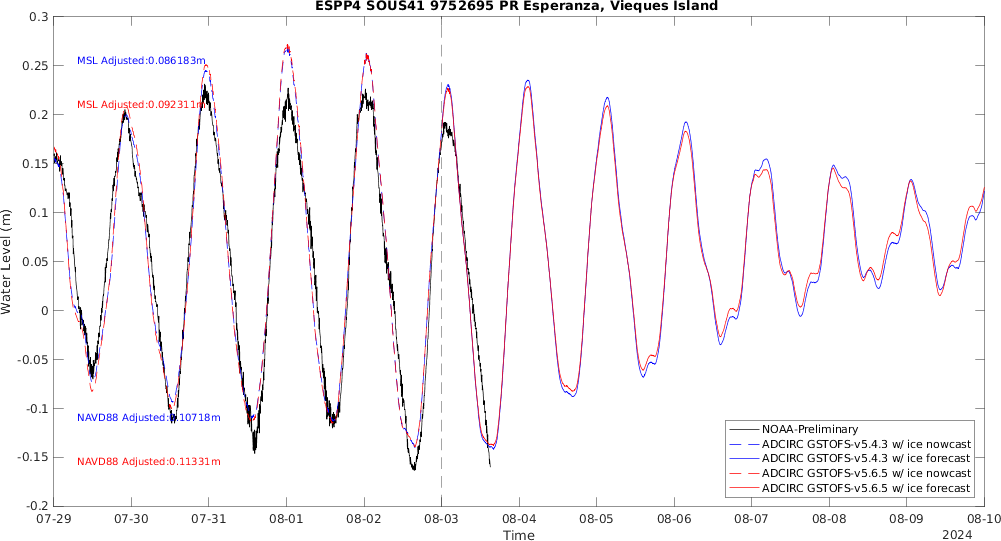 ESPP4 SOUS41 9752695 PR Esperanza, Vieques Island
0.3
0.25
0.2
0.15
0.1
0.05
0
-0.05
-0.1
-0.15
-0.2
Water Level (m)
MSL Adjusted:0.086183m
MSL Adjusted:0.092311m
NAVD88 Adjusted:0.10718m
NAVD88 Adjusted:0.11331m
NOAA-Preliminary
ADCIRC GSTOFS-v5.4.3 w/ ice nowcast
ADCIRC GSTOFS-v5.4.3 w/ ice forecast
ADCIRC GSTOFS-v5.6.5 w/ ice nowcast
ADCIRC GSTOFS-v5.6.5 w/ ice forecast
07-29 07-30 07-31 08-01 08-02 08-03 08-04 08-05 08-06 08-07 08-08 08-09 08-10
Time
2024